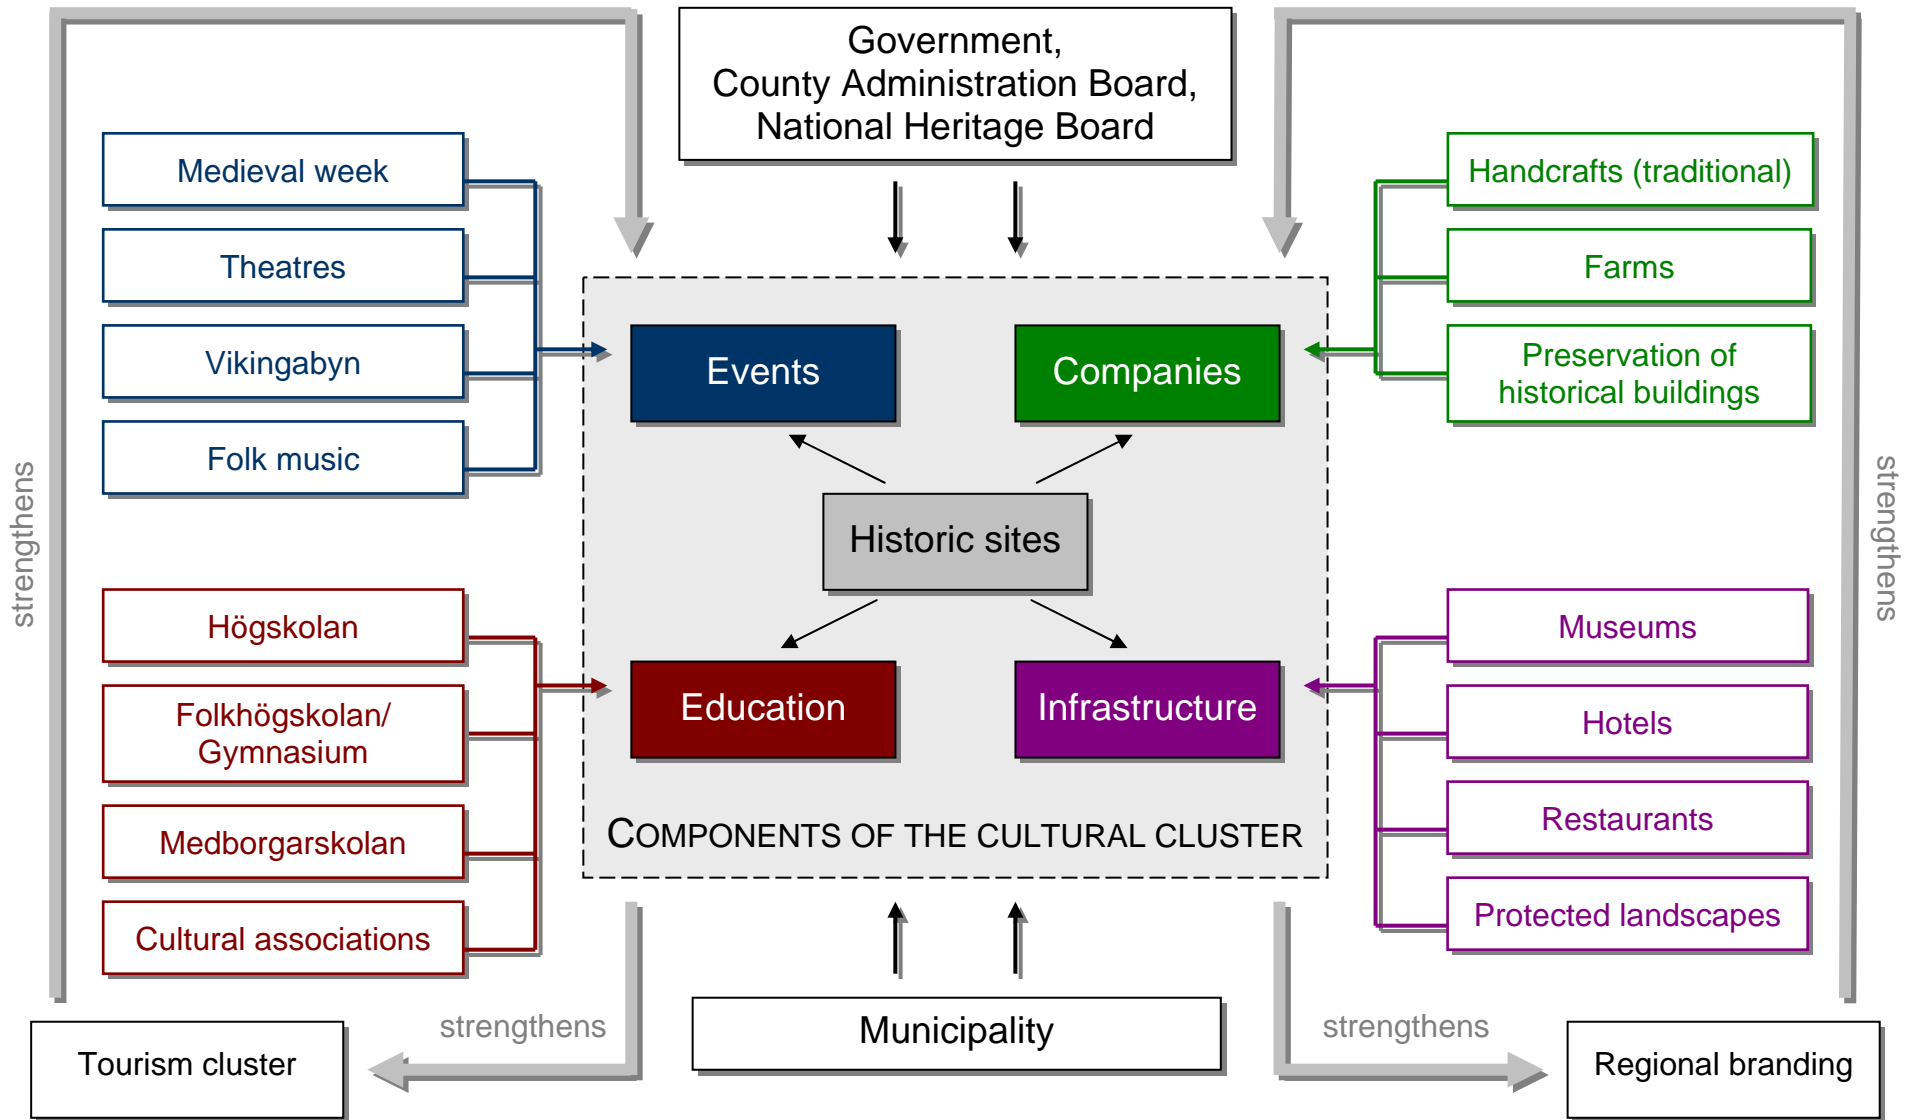 Government,
County Administration Board,
National Heritage Board
Medieval week
Theatres
Vikingabyn
Folk music
Handcrafts (traditional)
Farms
Preservation of
historical buildings
Events
Companies
Historic sites
Education
Infrastructure
COMPONENTS OF THE CULTURAL CLUSTER
strengthens
strengthens
Högskolan
Folkhögskolan/
Gymnasium
Medborgarskolan
Cultural associations
Museums
Hotels
Restaurants
Protected landscapes
Tourism cluster
strengthens
Municipality
strengthens
Regional branding